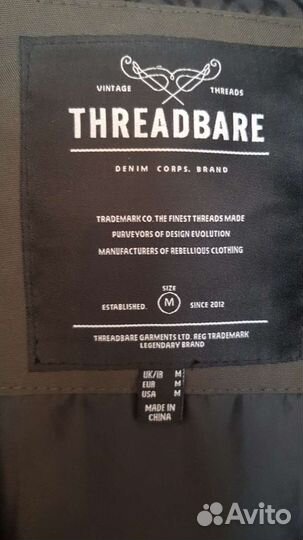 VINTAGE THREADS
THREADBARE
DENIM CORPS. BRAND
TRADEMARK CO. THE FINEST THREADS MADE
PURVEYORS OF DESIGN EVOLUTION
MANUFACTURERS OF REBELLIOUS CLOTHING
SIZE
ESTABLISHED. M SINCE 2012
THREADBARE GARMENTS LTD. REG TRADEMARK
LEGENDARY BRAND
UK/IB M
EUR M
USA M
MADE IN
CHINA
Avito